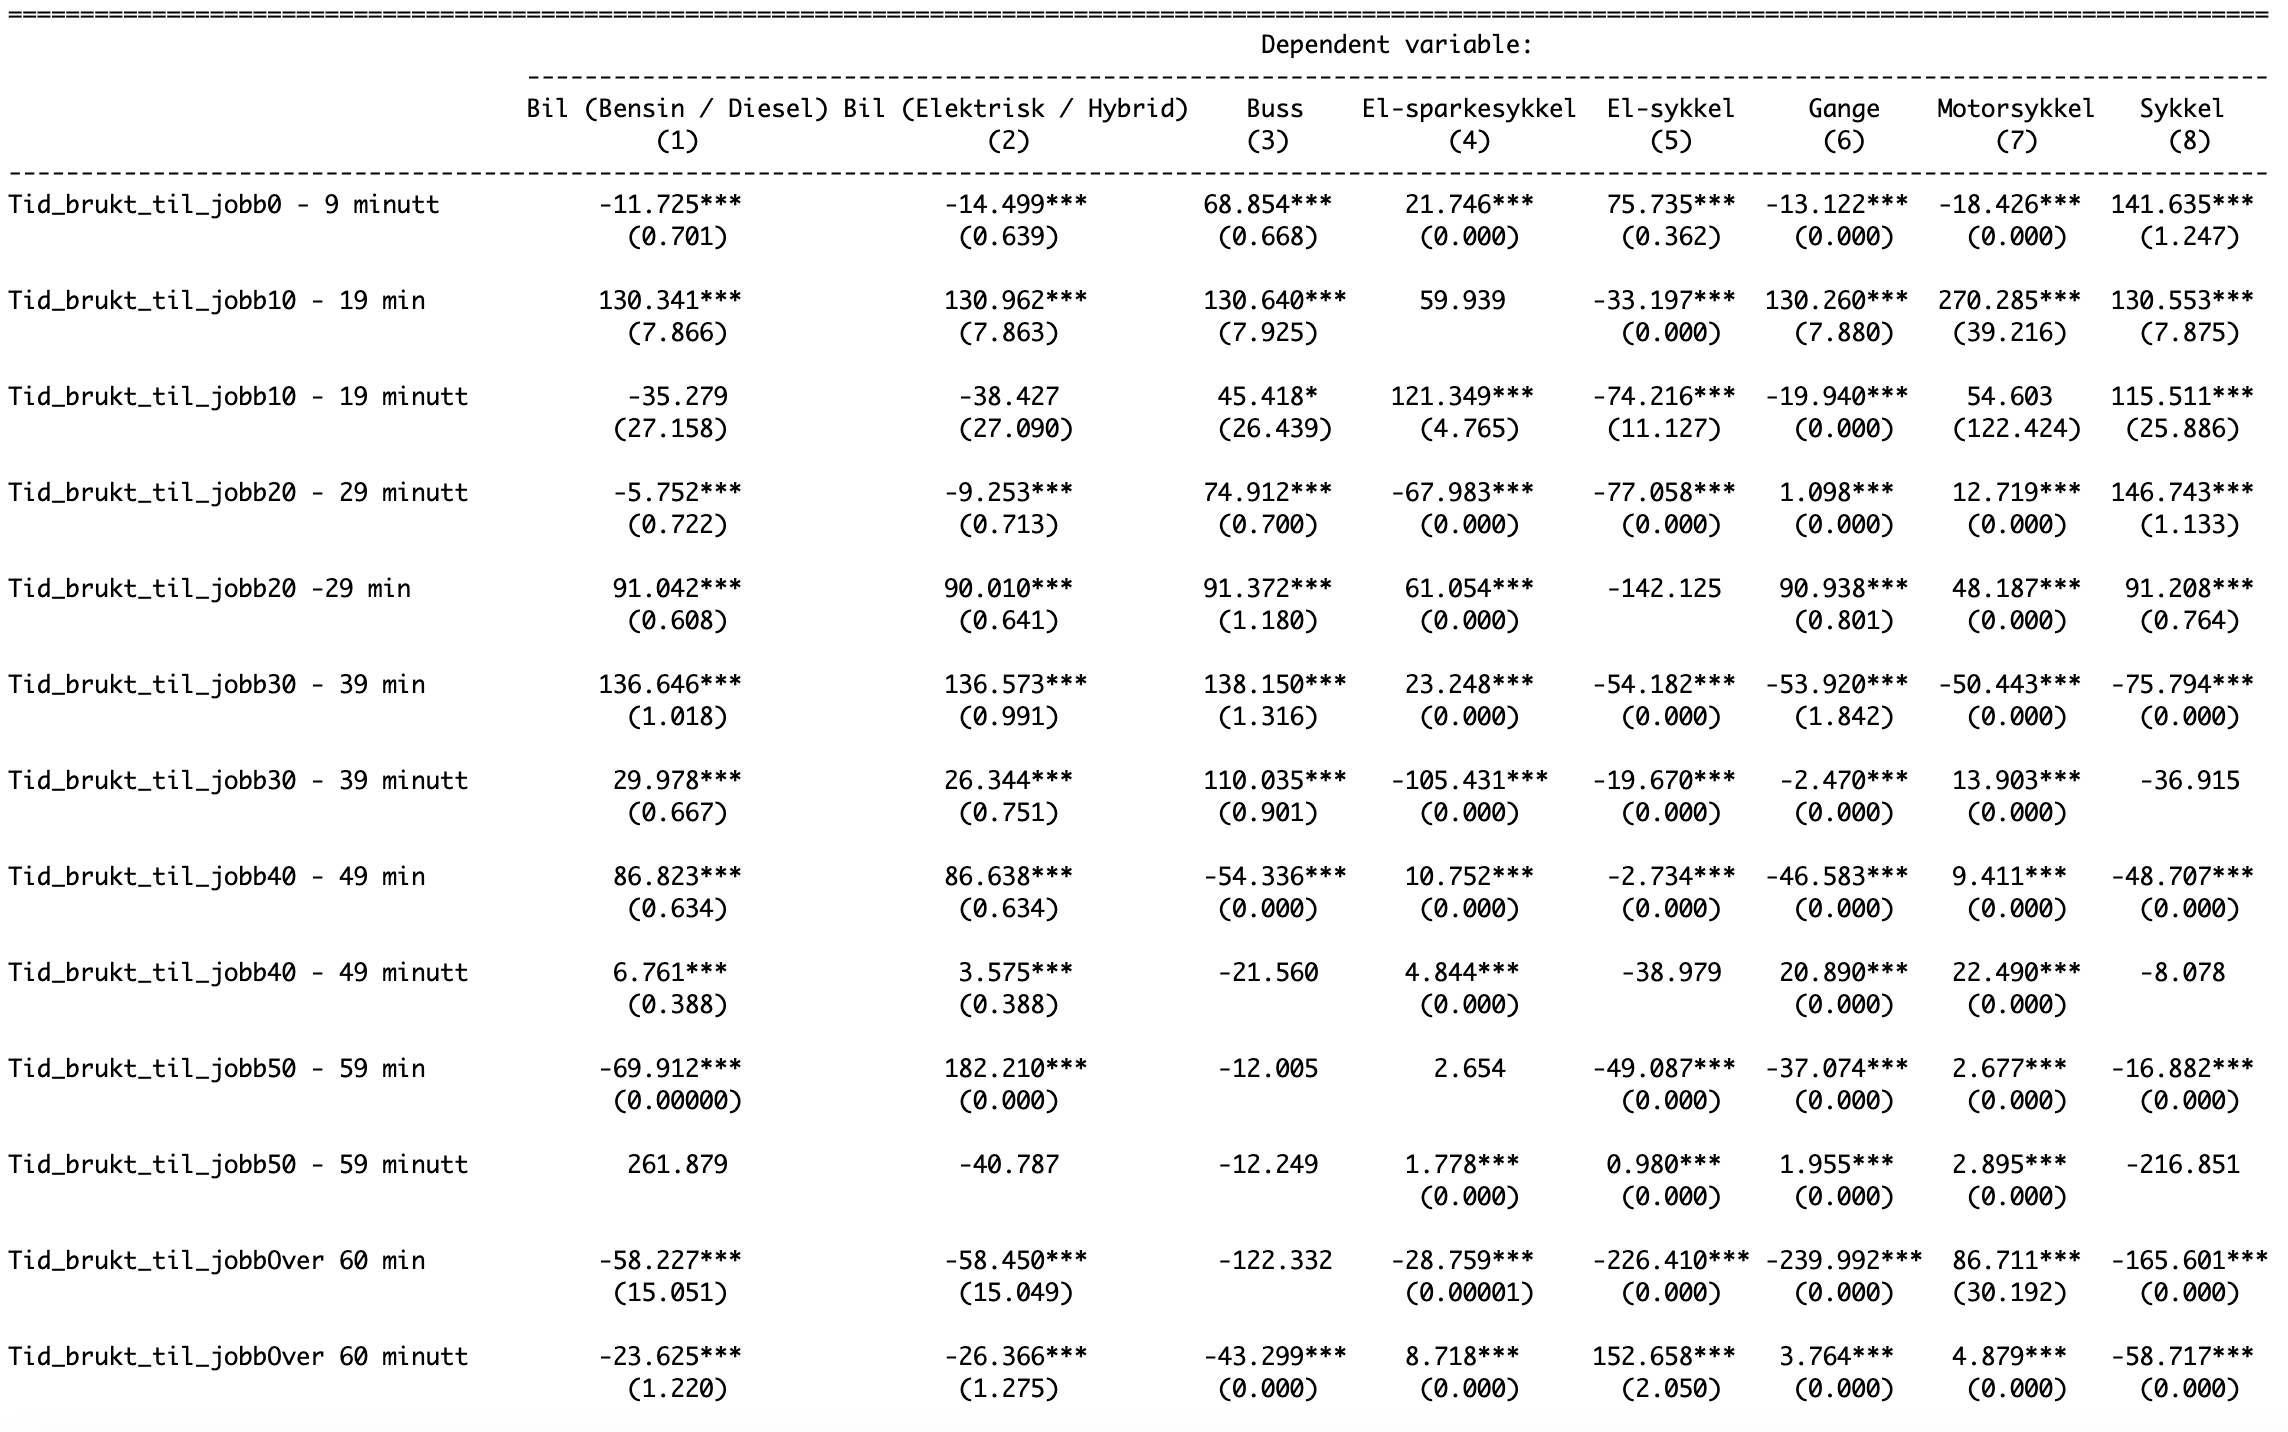 ==============================================================================================================================================================
Dependent variable:
--------------------------------------------------------------------------------------------------------------------------
Bil (Bensin / Diesel) Bil (Elektrisk / Hybrid) Buss El-sparkesykkel El-sykkel Gange Motorsykkel Sykkel
(1) (2) (3) (4) (5) (6) (7) (8)
--------------------------------------------------------------------------------------------------------------------------------------------------------------
Tid_brukt_til_jobb0 - 9 minutt -11.725*** -14.499*** 68.854*** 21.746*** 75.735*** -13.122*** -18.426*** 141.635***
(0.701) (0.639) (0.668) (0.000) (0.362) (0.000) (0.000) (1.247)
Tid_brukt_til_jobb10 - 19 min 130.341*** 130.962*** 130.640*** 59.939 -33.197*** 130.260*** 270.285*** 130.553***
(7.866) (7.863) (7.925) (0.000) (7.880) (39.216) (7.875)
Tid_brukt_til_jobb10 - 19 minutt -35.279 -38.427 45.418* 121.349*** -74.216*** -19.940*** 54.603 115.511***
(27.158) (27.090) (26.439) (4.765) (11.127) (0.000) (122.424) (25.886)
Tid_brukt_til_jobb20 - 29 minutt -5.752*** -9.253*** 74.912*** -67.983*** -77.058*** 1.098*** 12.719*** 146.743***
(0.722) (0.713) (0.700) (0.000) (0.000) (0.000) (0.000) (1.133)
Tid_brukt_til_jobb20 -29 min 91.042*** 90.010*** 91.372*** 61.054*** -142.125 90.938*** 48.187*** 91.208***
(0.608) (0.641) (1.180) (0.000) (0.801) (0.000) (0.764)
Tid_brukt_til_jobb30 - 39 min 136.646*** 136.573*** 138.150*** 23.248*** -54.182*** -53.920*** -50.443*** -75.794***
(1.018) (0.991) (1.316) (0.000) (0.000) (1.842) (0.000) (0.000)
Tid_brukt_til_jobb30 - 39 minutt 29.978*** 26.344*** 110.035*** -105.431*** -19.670*** -2.470*** 13.903*** -36.915
(0.667) (0.751) (0.901) (0.000) (0.000) (0.000) (0.000)
Tid_brukt_til_jobb40 - 49 min 86.823*** 86.638*** -54.336*** 10.752*** -2.734*** -46.583*** 9.411*** -48.707***
(0.634) (0.634) (0.000) (0.000) (0.000) (0.000) (0.000) (0.000)
Tid_brukt_til_jobb40 - 49 minutt 6.761*** 3.575*** -21.560 4.844*** -38.979 20.890*** 22.490*** -8.078
(0.388) (0.388) (0.000) (0.000) (0.000)
Tid_brukt_til_jobb50 - 59 min -69.912*** 182.210*** -12.005 2.654 -49.087*** -37.074*** 2.677*** -16.882***
(0.00000) (0.000) (0.000) (0.000) (0.000) (0.000)
Tid_brukt_til_jobb50 - 59 minutt 261.879 -40.787 -12.249 1.778*** 0.980*** 1.955*** 2.895*** -216.851
(0.000) (0.000) (0.000) (0.000)
Tid_brukt_til_jobbOver 60 min -58.227*** -58.450*** -122.332 -28.759*** -226.410*** -239.992*** 86.711*** -165.601***
(15.051) (15.049) (0.00001) (0.000) (0.000) (30.192) (0.000)
Tid_brukt_til_jobbOver 60 minutt -23.625*** -26.366*** -43.299*** 8.718*** 152.658*** 3.764*** 4.879*** -58.717***
(1.220) (1.275) (0.000) (0.000) (2.050) (0.000) (0.000) (0.000)